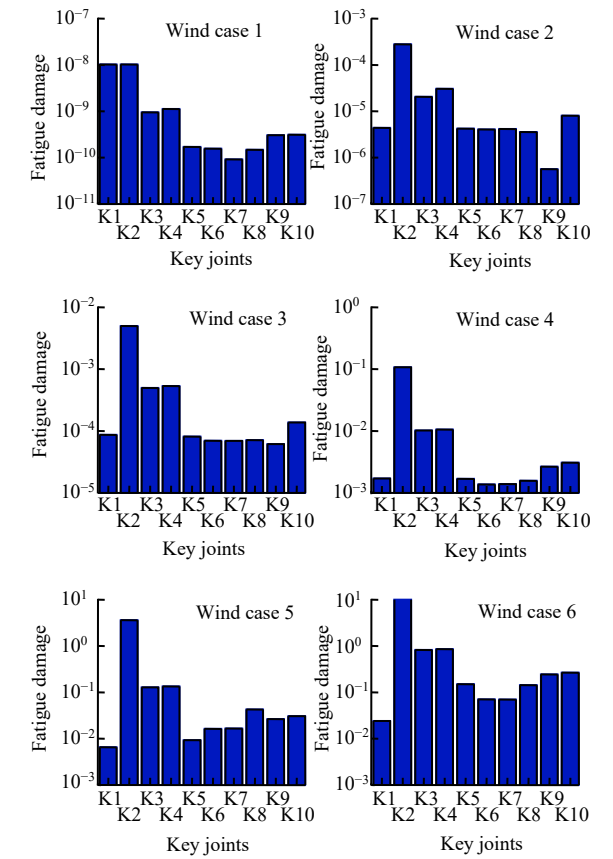 Wind case 1
Fatigue damage
10⁻⁷
10⁻⁸
10⁻⁹
10⁻¹⁰
10⁻¹¹
K1 K3 K5 K7 K9
K2 K4 K6 K8 K10
Key joints
Wind case 2
Fatigue damage
10⁻³
10⁻⁴
10⁻⁵
10⁻⁶
10⁻⁷
K1 K3 K5 K7 K9
K2 K4 K6 K8 K10
Key joints
Wind case 3
Fatigue damage
10⁻²
10⁻³
10⁻⁴
10⁻⁵
K1 K3 K5 K7 K9
K2 K4 K6 K8 K10
Key joints
Wind case 4
Fatigue damage
10⁰
10⁻¹
10⁻²
10⁻³
K1 K3 K5 K7 K9
K2 K4 K6 K8 K10
Key joints
Wind case 5
Fatigue damage
10¹
10⁰
10⁻¹
10⁻²
10⁻³
K1 K3 K5 K7 K9
K2 K4 K6 K8 K10
Key joints
Wind case 6
Fatigue damage
10¹
10⁰
10⁻¹
10⁻²
10⁻³
K1 K3 K5 K7 K9
K2 K4 K6 K8 K10
Key joints